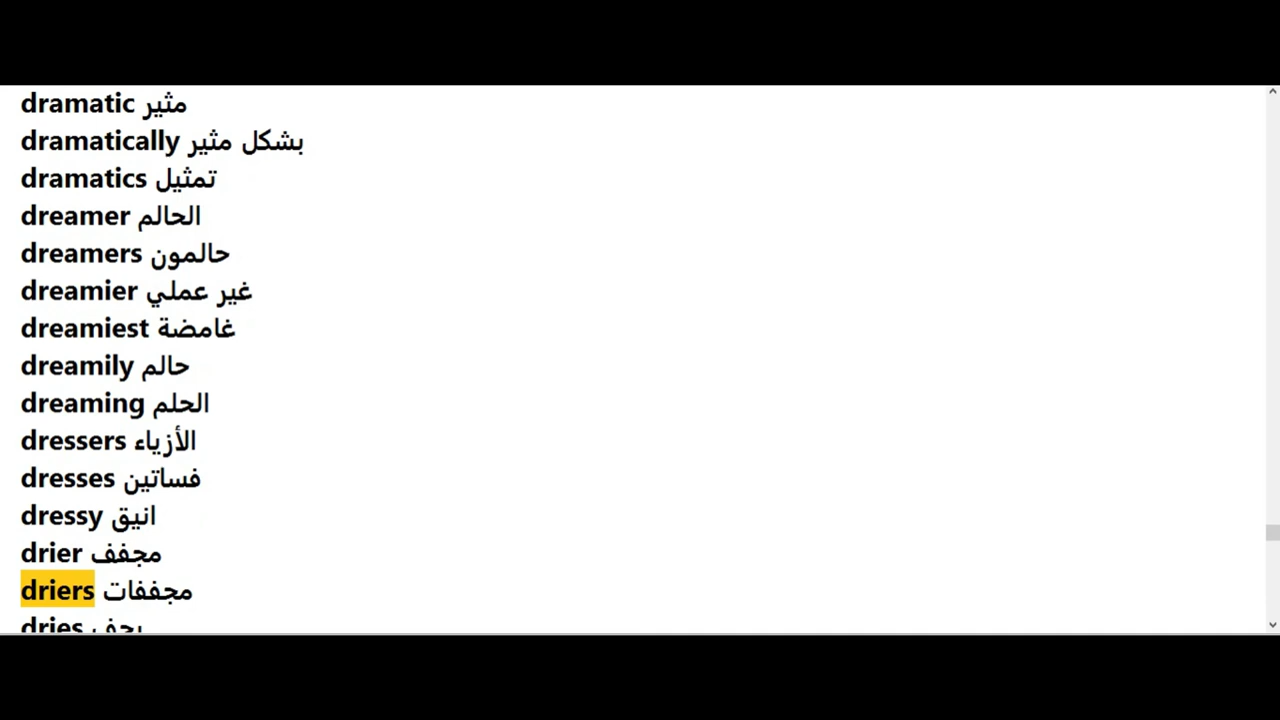 dramatic مثير
dramatically بشكل مثير
dramatics تمثيل
dreamer الحالم
dreamers حالمون
dreamier غير عملي
dreamiest غامضة
dreamily حالم
dreaming الحلم
dressers الأزياء
dresses فساتين
dressy انيق
drier مجفف
driers مجففات
dries يجف